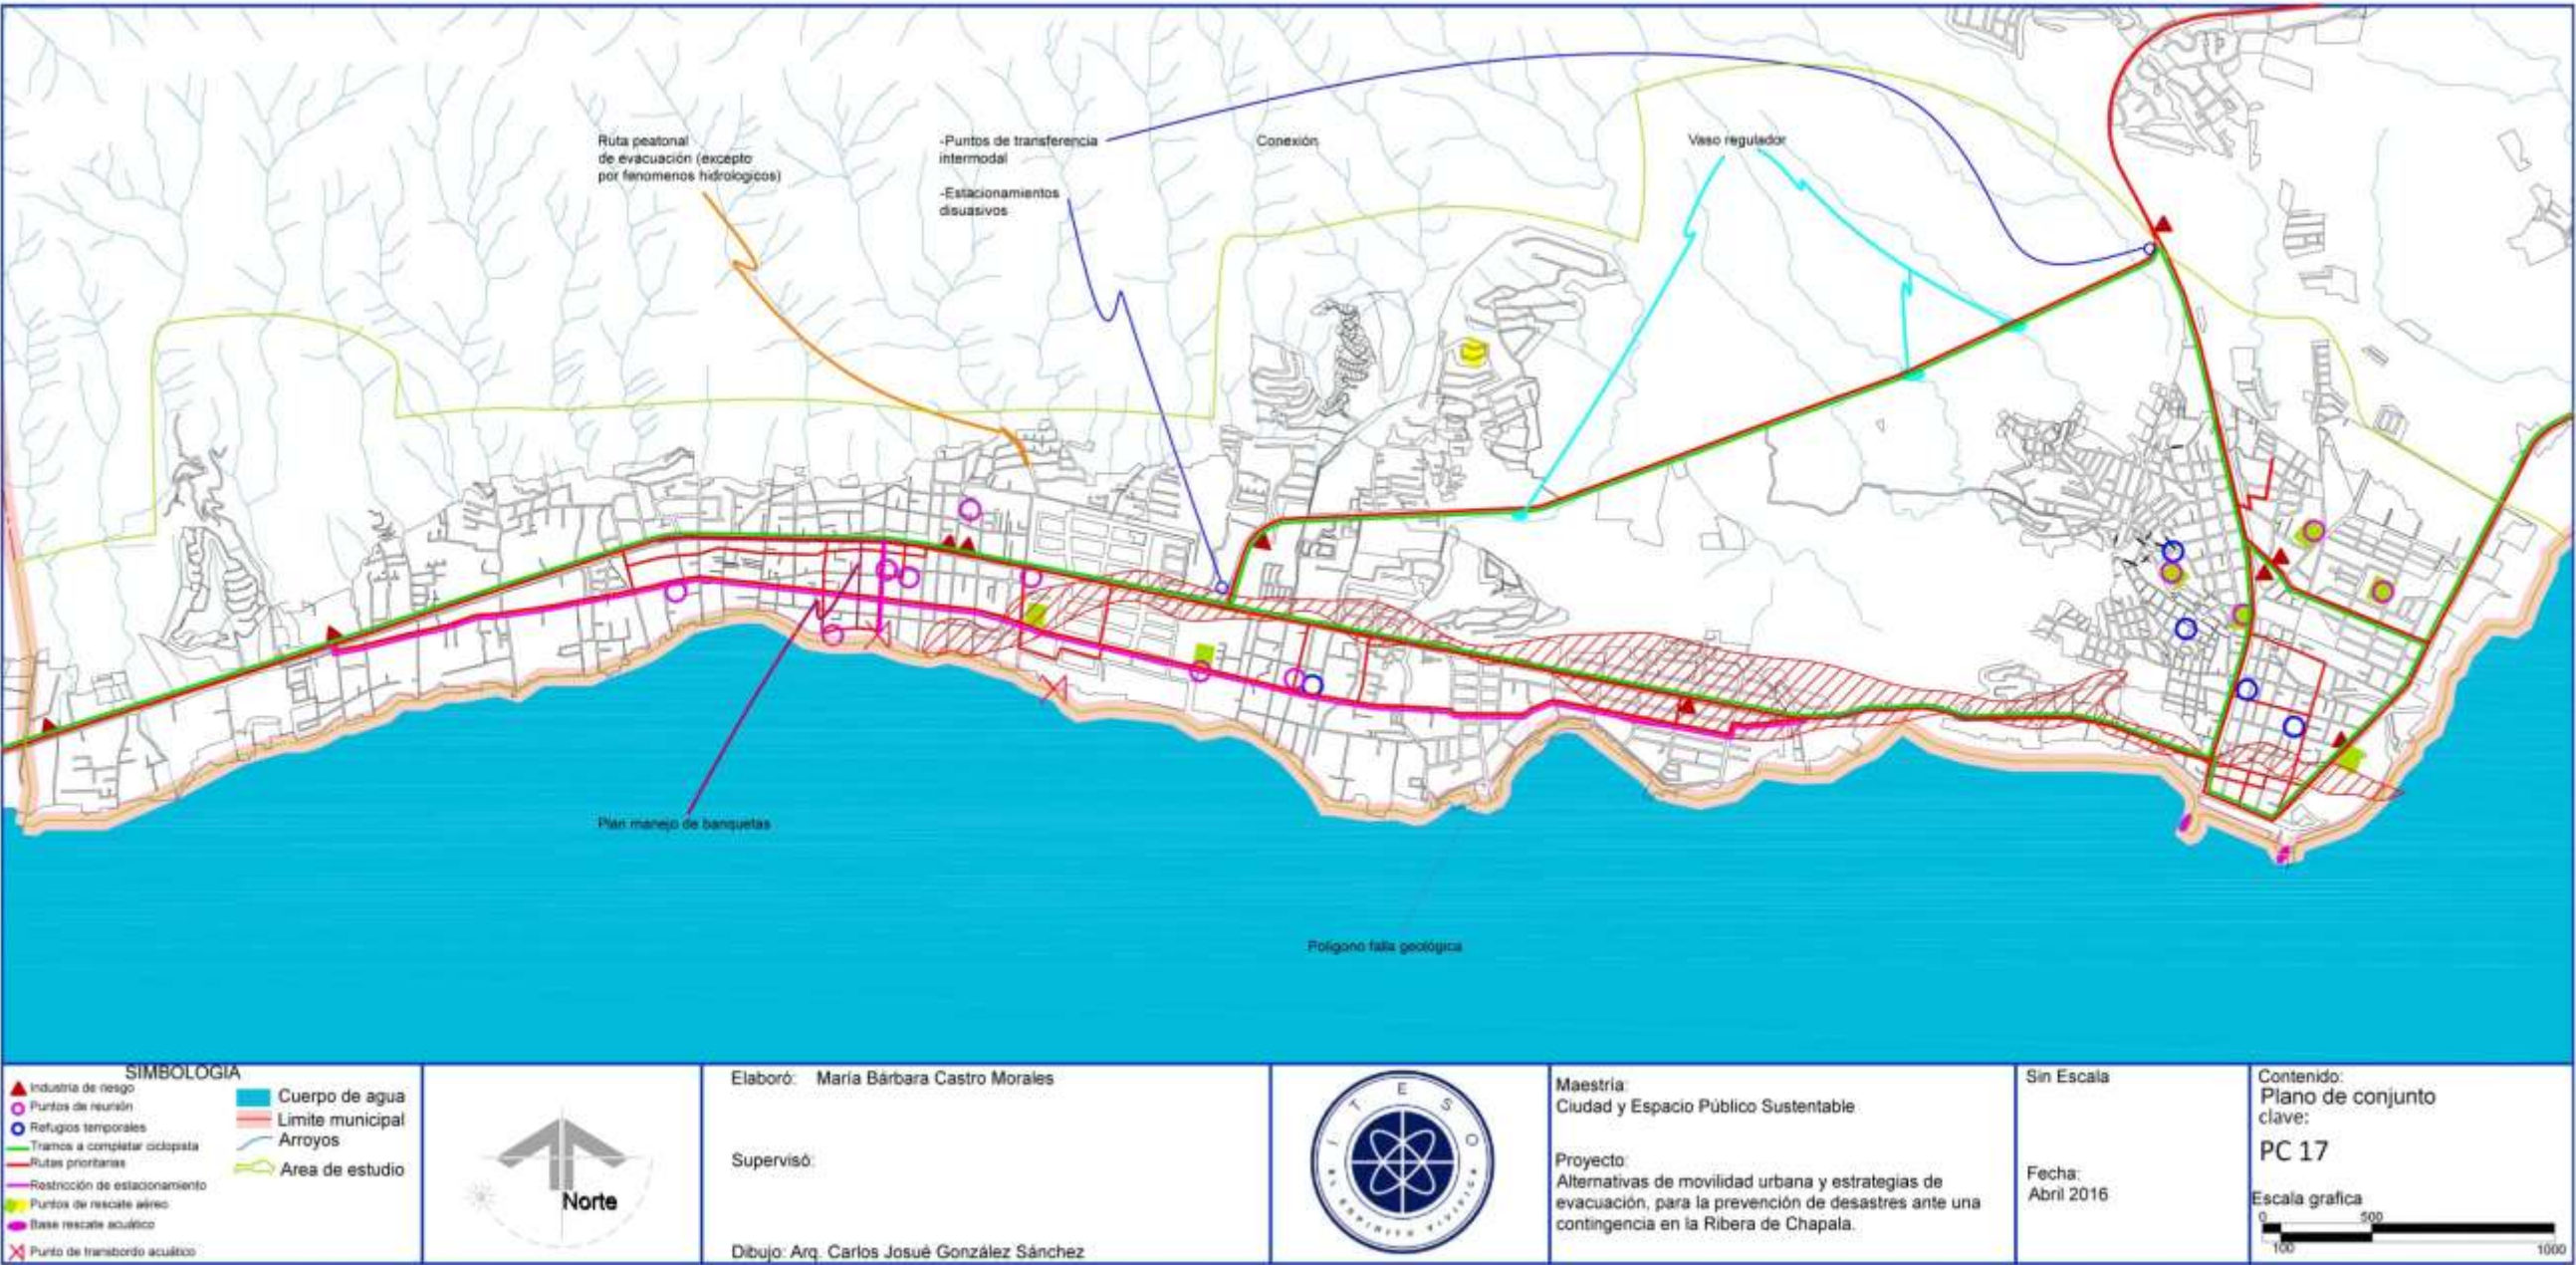 Ruta peatonal
de evacuación (excepto
por fenomenos hidrologicos)
-Puntos de transferencia
intermodal
-Estacionamientos
disuasivos
Conexión
Vaso regulador
Plan manejo de banquetas
Poligono falla geológica
SIMBOLOGIA
Industria de riesgo
Puntos de reunión
Refugios temporales
Tramos a completar ciclopista
Rutas prioritarias
Restricción de estacionamiento
Puntos de rescate aéreo
Base rescate acuático
Punto de transbordo acuático
Cuerpo de agua
Limite municipal
Arroyos
Area de estudio
Norte
Elaboró: María Bárbara Castro Morales
Supervisó:
Dibujo: Arq. Carlos Josué González Sánchez
ITESO
EL ESPÍRITU VIVIFICA
Maestría:
Ciudad y Espacio Público Sustentable
Proyecto:
Alternativas de movilidad urbana y estrategias de
evacuación, para la prevención de desastres ante una
contingencia en la Ribera de Chapala.
Sin Escala
Fecha:
Abril 2016
Contenido:
Plano de conjunto
clave:
PC 17
Escala grafica
0 500
100 1000